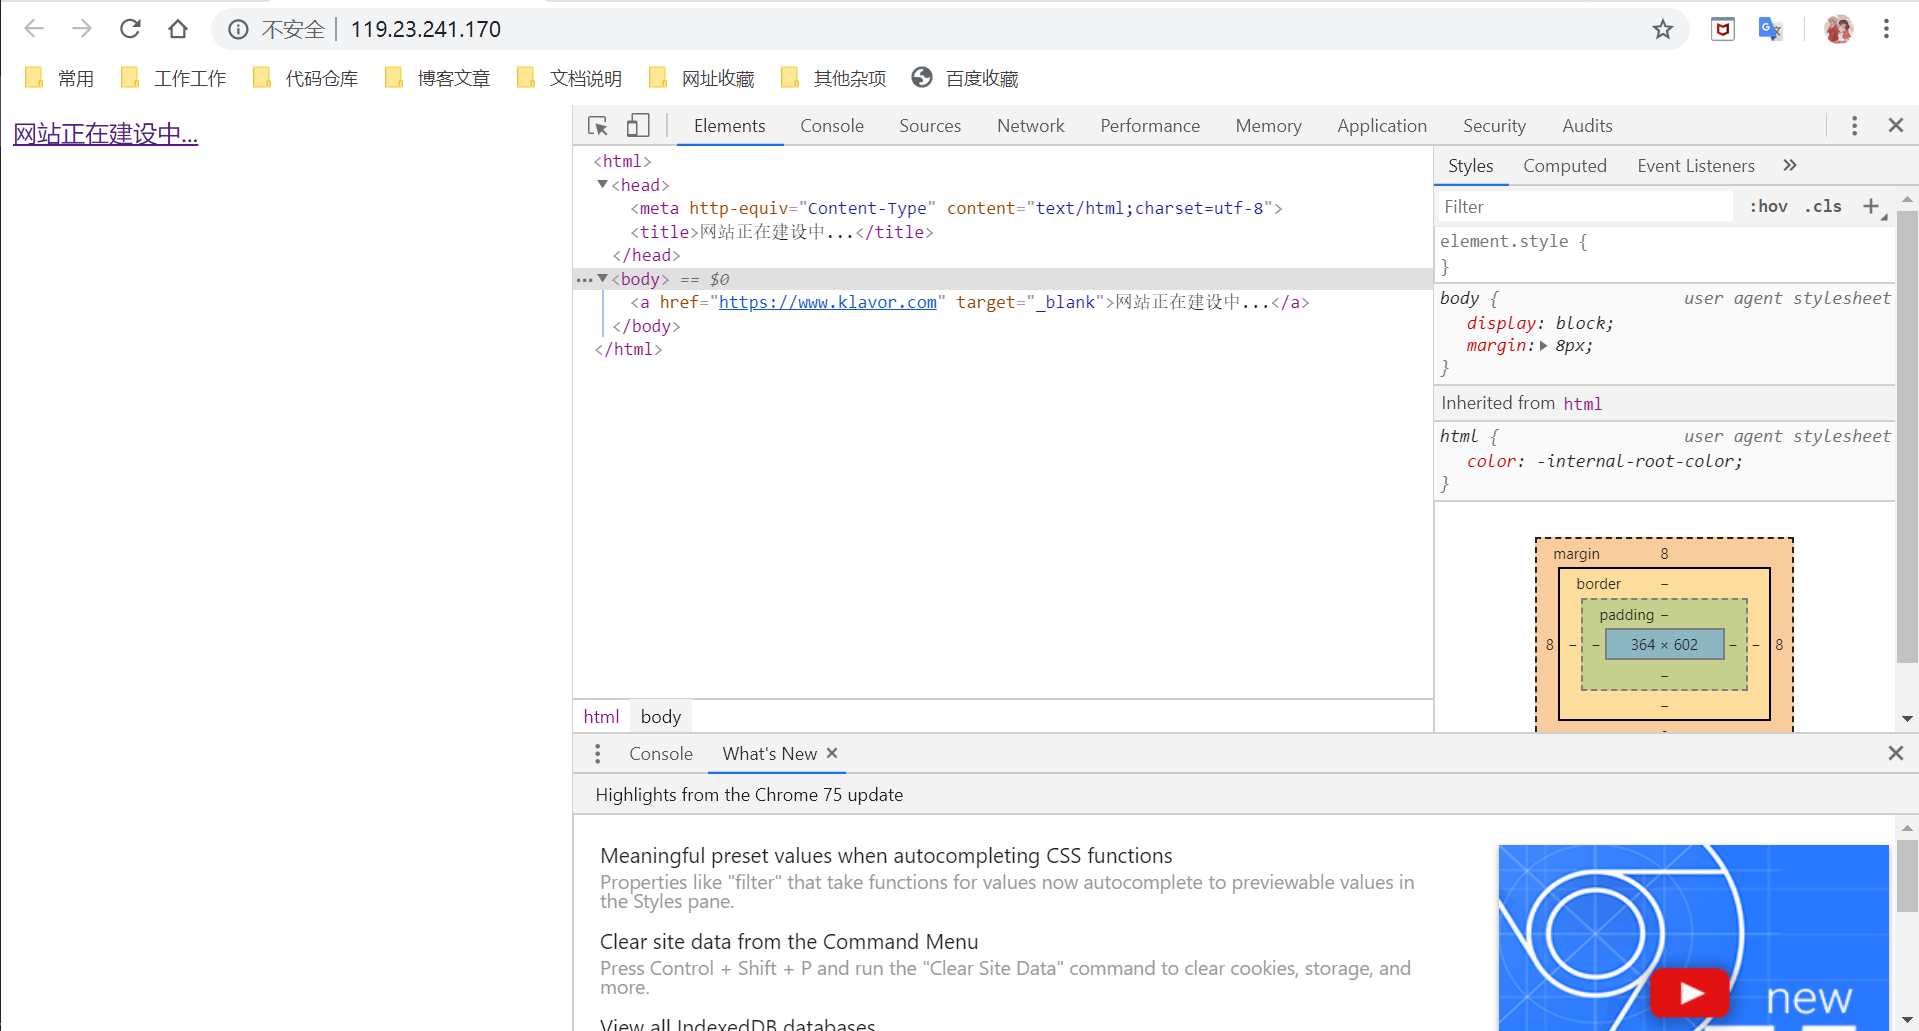 不安全 119.23.241.170
常用 工作工作 代码仓库 博客文章 文档说明 网址收藏 其他杂项 百度收藏
网站正在建设中...
Elements Console Sources Network Performance Memory Application Security Audits
<html>
<head>
<meta http-equiv="Content-Type" content="text/html;charset=utf-8">
<title>网站正在建设中...</title>
</head>
<body> == $0
<a href="https://www.klavor.com" target="_blank">网站正在建设中...</a>
</body>
</html>
html body
Styles Computed Event Listeners »
Filter :hov .cls +
element.style {
}
body { user agent stylesheet
display: block;
margin: 8px;
}
Inherited from html
html { user agent stylesheet
color: -internal-root-color;
}
margin 8
border –
padding –
8 – – 364 × 602 – – 8
–
–
Console What's New
Highlights from the Chrome 75 update
Meaningful preset values when autocompleting CSS functions
Properties like "filter" that take functions for values now autocomplete to previewable values in
the Styles pane.
Clear site data from the Command Menu
Press Control + Shift + P and run the "Clear Site Data" command to clear cookies, storage, and
more.
View all IndexedDB databases
new